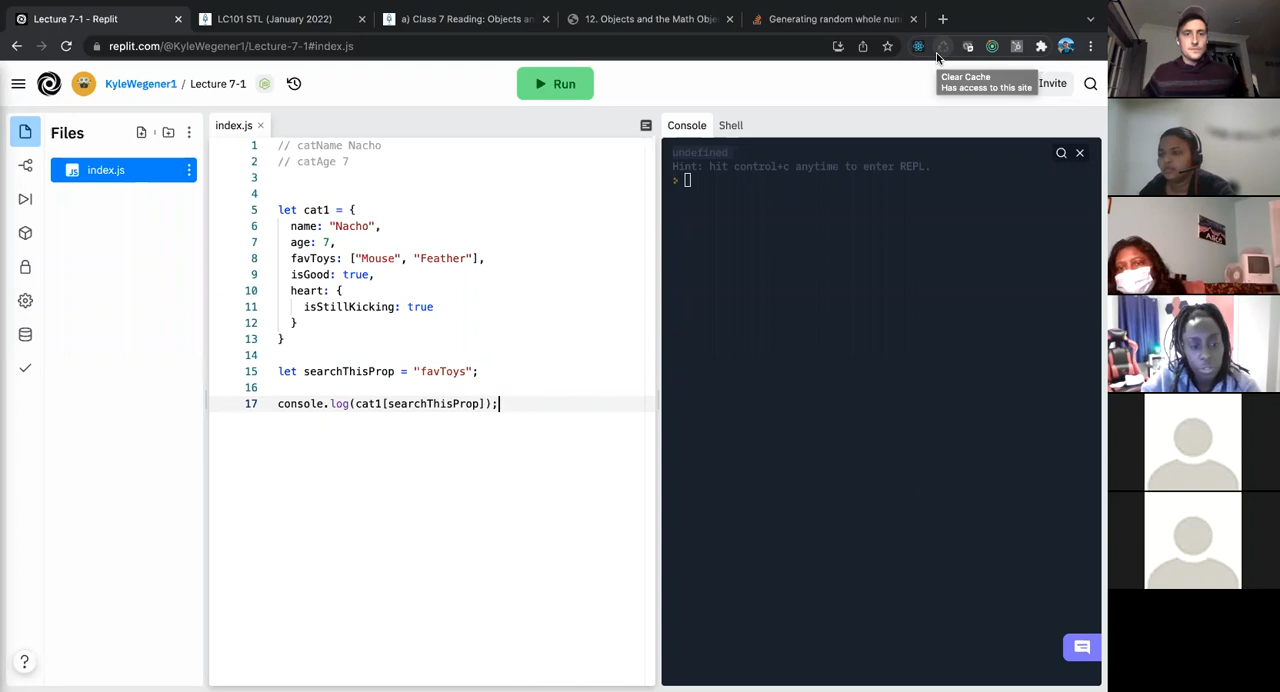 Lecture 7-1 - Replit
LC101 STL (January 2022)
a) Class 7 Reading: Objects an
12. Objects and the Math Obje
Generating random whole num
replit.com/@KyleWegener1/Lecture-7-1#index.js
Clear Cache
Has access to this site
KyleWegener1 / Lecture 7-1
Run
Invite
Files
index.js
index.js
Console
Shell
1 // catName Nacho
2 // catAge 7
3
4
5 let cat1 = {
6 name: "Nacho",
7 age: 7,
8 favToys: ["Mouse", "Feather"],
9 isGood: true,
10 heart: {
11 isStillKicking: true
12 }
13 }
14
15 let searchThisProp = "favToys";
16
17 console.log(cat1[searchThisProp]);
undefined
Hint: hit control+c anytime to enter REPL.
>
?